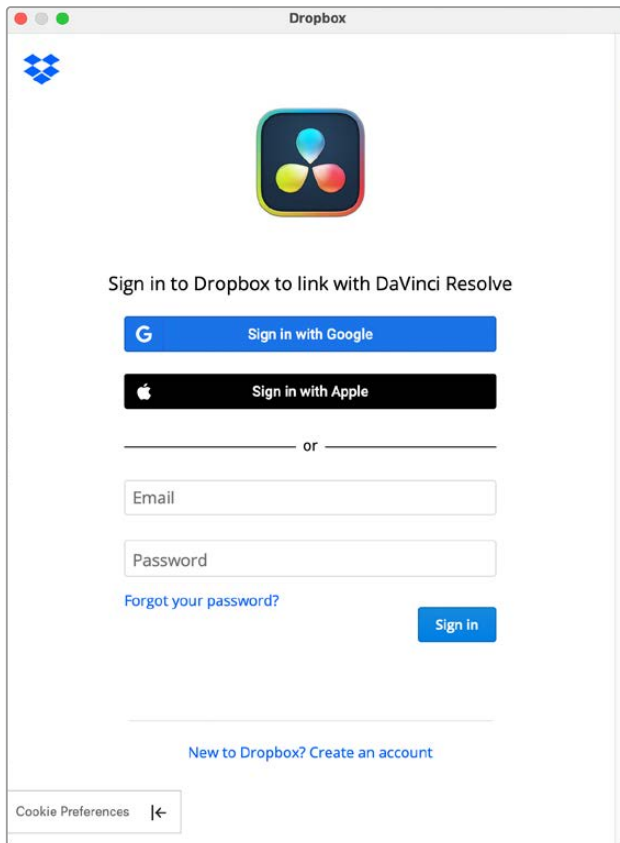 Dropbox
Sign in to Dropbox to link with DaVinci Resolve
Sign in with Google
Sign in with Apple
or
Email
Password
Forgot your password?
Sign in
New to Dropbox? Create an account
Cookie Preferences